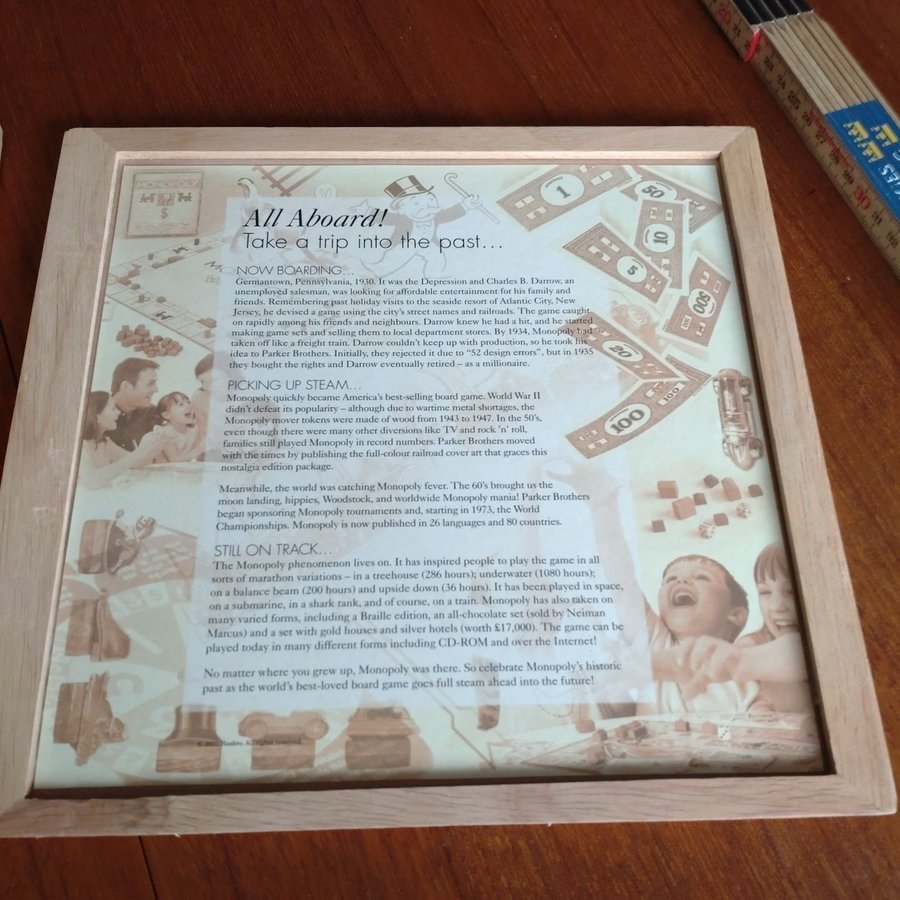 MONOPOLY
All Aboard!
Take a trip into the past...
NOW BOARDING...
Germantown, Pennsylvania, 1930. It was the Depression and Charles B. Darrow, an
unemployed salesman, was looking for affordable entertainment for his family and
friends. Remembering past holiday visits to the seaside resort of Atlantic City, New
Jersey, he devised a game using the city's street names and railroads. The game caught
on rapidly among his friends and neighbours. Darrow knew he had a hit, and he started
making game sets and selling them to local department stores. By 1934, Monopoly had
taken off like a freight train. Darrow couldn't keep up with production, so he took his
idea to Parker Brothers. Initially, they rejected it due to "52 design errors", but in 1935
they bought the rights and Darrow eventually retired – as a millionaire.
PICKING UP STEAM...
Monopoly quickly became America's best-selling board game. World War II
didn't defeat its popularity – although due to wartime metal shortages, the
Monopoly mover tokens were made of wood from 1943 to 1947. In the 50's,
even though there were many other diversions like TV and rock 'n' roll,
families still played Monopoly in record numbers. Parker Brothers moved
with the times by publishing the full-colour railroad cover art that graces this
nostalgia edition package.
Meanwhile, the world was catching Monopoly fever. The 60's brought us the
moon landing, hippies, Woodstock, and worldwide Monopoly mania! Parker Brothers
began sponsoring Monopoly tournaments and, starting in 1973, the World
Championships. Monopoly is now published in 26 languages and 80 countries.
STILL ON TRACK...
The Monopoly phenomenon lives on. It has inspired people to play the game in all
sorts of marathon variations – in a treehouse (286 hours); underwater (1080 hours);
on a balance beam (200 hours) and upside down (36 hours). It has been played in space,
on a submarine, in a shark tank, and of course, on a train. Monopoly has also taken on
many varied forms, including a Braille edition, an all-chocolate set (sold by Neiman
Marcus) and a set with gold houses and silver hotels (worth £17,000). The game can be
played today in many different forms including CD-ROM and over the Internet!
No matter where you grew up, Monopoly was there. So celebrate Monopoly's historic
past as the world's best-loved board game goes full steam ahead into the future!
Hasbro. All rights reserved.
1
50
10
5
500
20
100
100
30